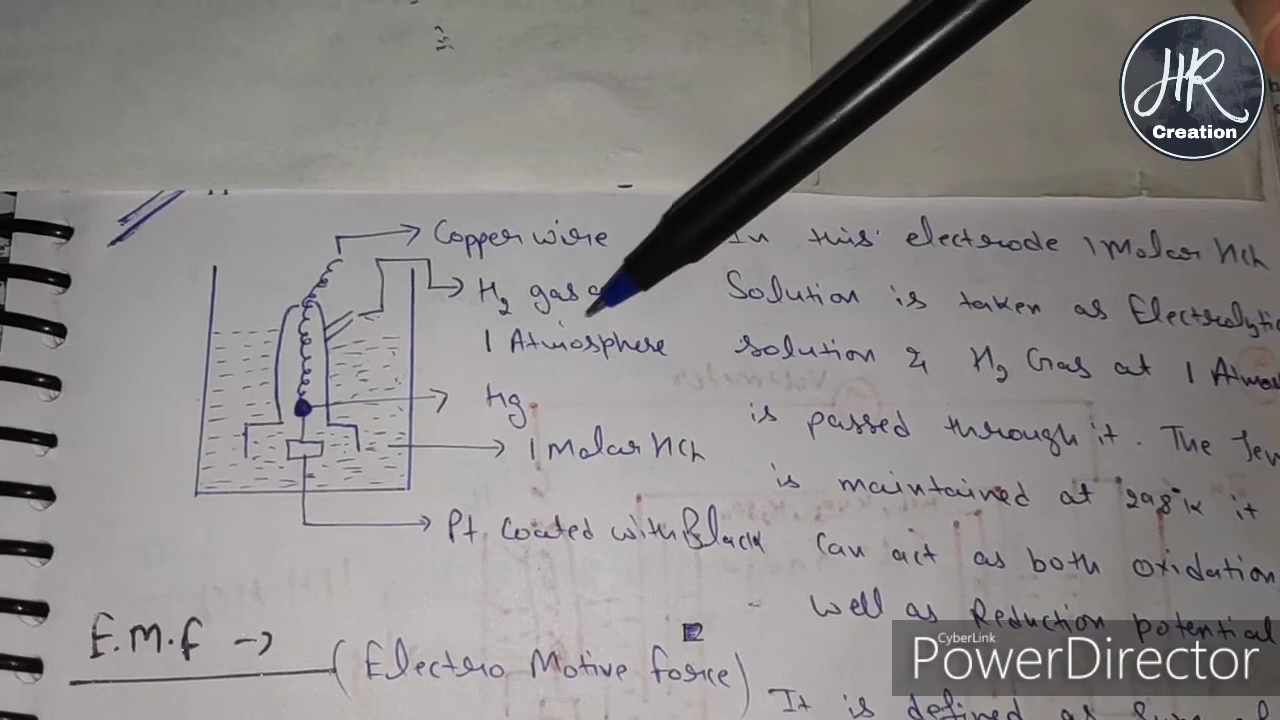 HR
Creation
Copper wire
H2 gas
1 Atmosphere
Hg
1 Molar HCl
Pt coated with Black
In this electrode 1 Molar HCl
Solution is taken as Electrolytic
solution & H2 Gas at 1 Atmos
is passed through it. The Tem
is maintained at 298°K it
Can act as both oxidation
well as Reduction potential
E.M.F →
(Electro Motive force)
It is defined as
CyberLink
PowerDirector